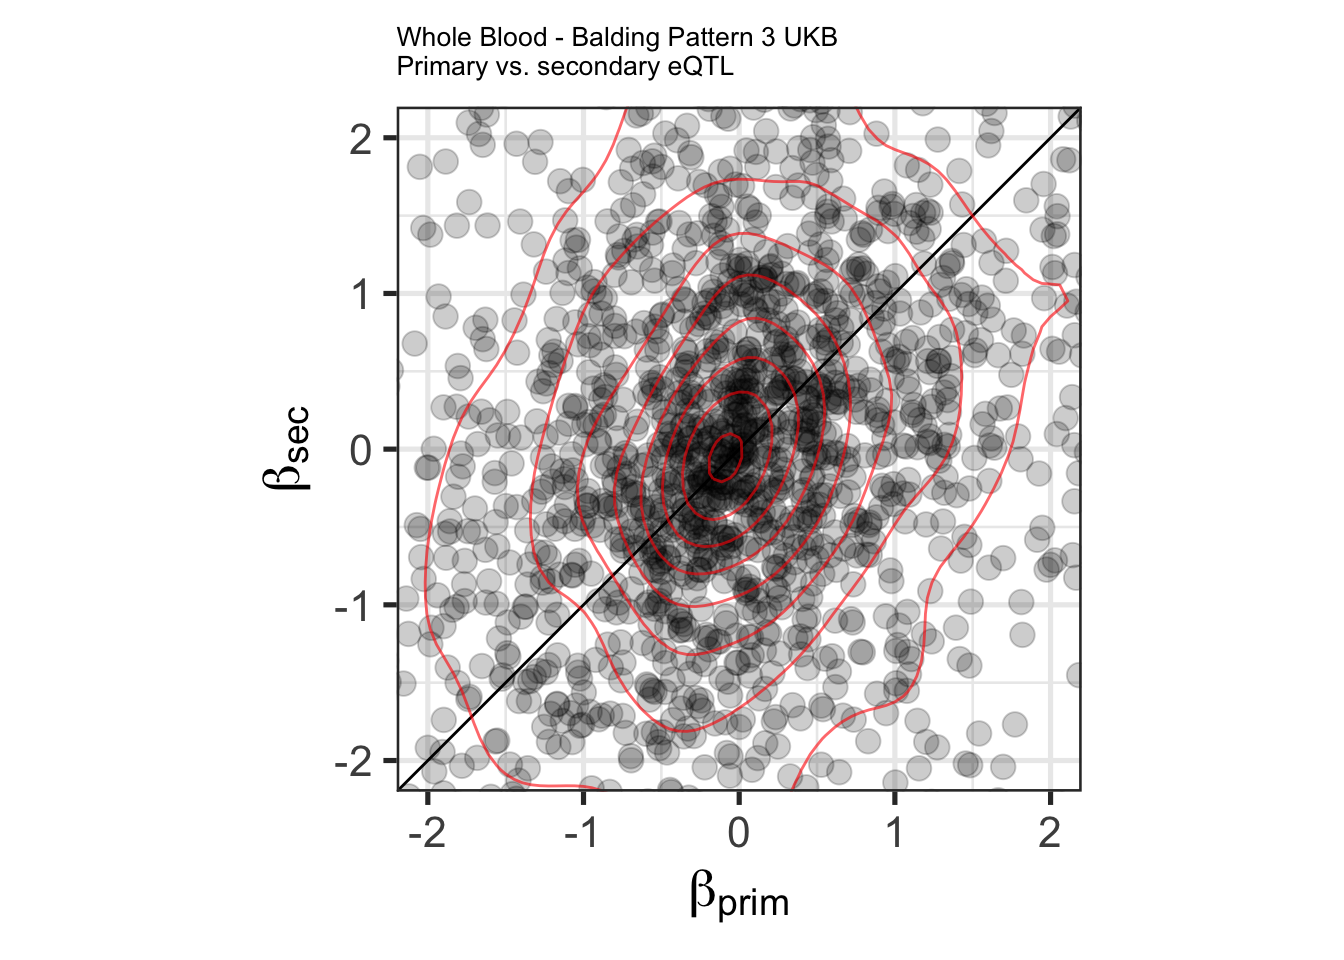 Whole Blood - Balding Pattern 3 UKB
Primary vs. secondary eQTL
2
1
0
-1
-2
βsec
-2 -1 0 1 2
βprim